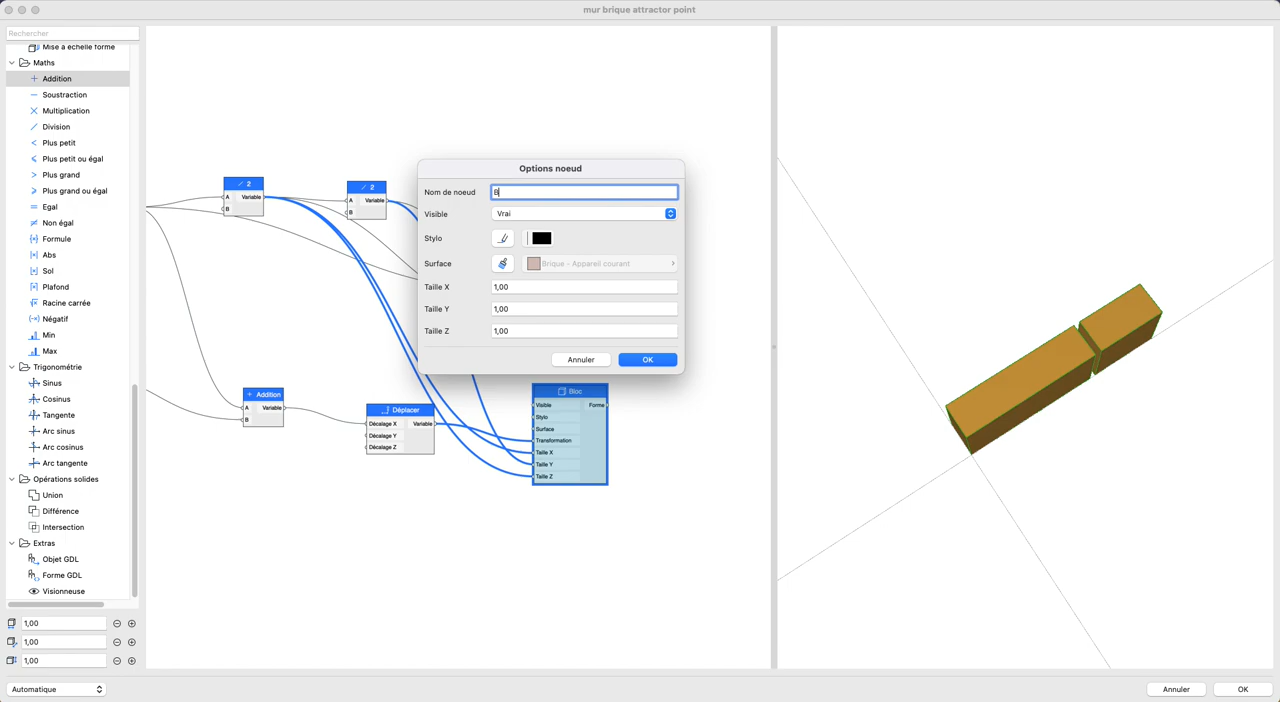 mur brique attractor point
Rechercher
Mise à échelle forme
Maths
Addition
Soustraction
Multiplication
Division
Plus petit
Plus petit ou égal
Plus grand
Plus grand ou égal
Egal
Non égal
Formule
Abs
Sol
Plafond
Racine carrée
Négatif
Min
Max
Trigonométrie
Sinus
Cosinus
Tangente
Arc sinus
Arc cosinus
Arc tangente
Opérations solides
Union
Différence
Intersection
Extras
Objet GDL
Forme GDL
Visionneuse
1,00
1,00
1,00
Automatique
/ 2
A Variable
B
/ 2
A Variable
B
+ Addition
A Variable
B
Déplacer
Décalage X Variable
Décalage Y
Décalage Z
Bloc
Visible Forme
Stylo
Surface
Transformation
Taille X
Taille Y
Taille Z
Options noeud
Nom de noeud B
Visible Vrai
Stylo
Surface Brique - Appareil courant
Taille X 1,00
Taille Y 1,00
Taille Z 1,00
Annuler OK
Annuler OK